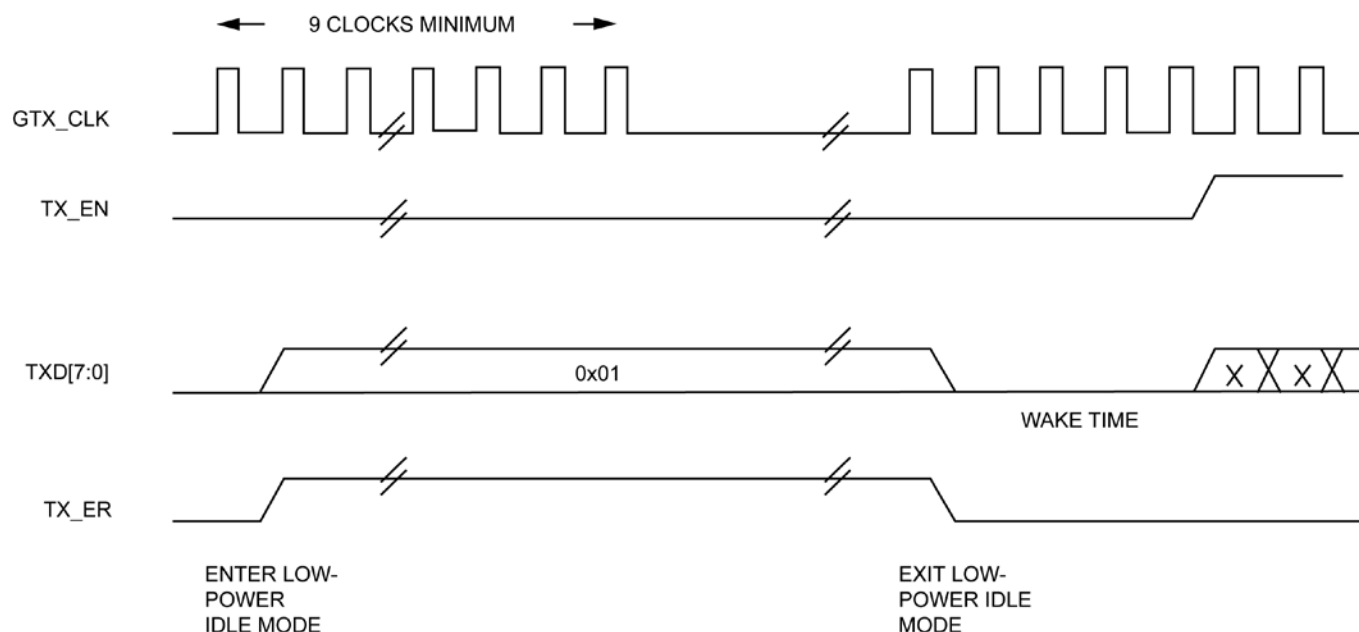 9 CLOCKS MINIMUM
GTX_CLK
TX_EN
TXD[7:0]
0x01
X
X
WAKE TIME
TX_ER
ENTER LOW-
POWER
IDLE MODE
EXIT LOW-
POWER IDLE
MODE